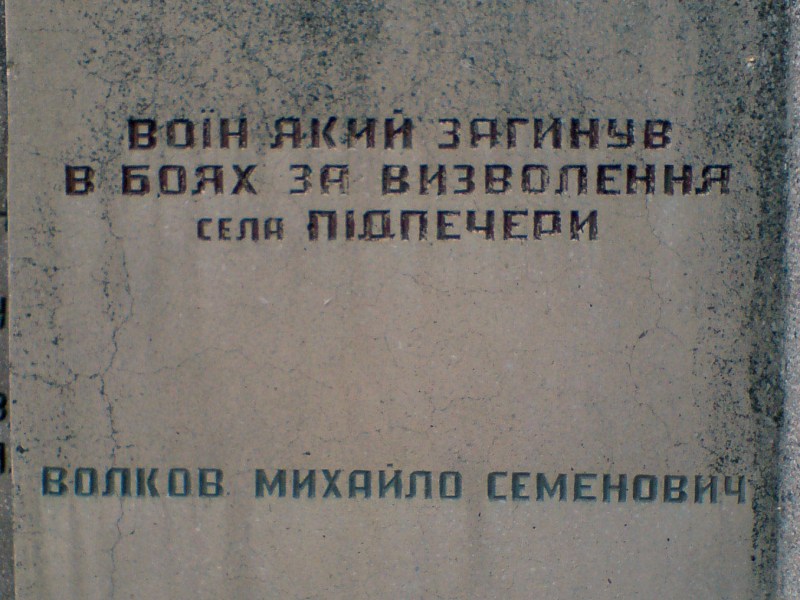 ВОЇН ЯКИЙ ЗАГИНУВ
В БОЯХ ЗА ВИЗВОЛЕННЯ
СЕЛА ПІДПЕЧЕРИ
ВОЛКОВ МИХАЙЛО СЕМЕНОВИЧ